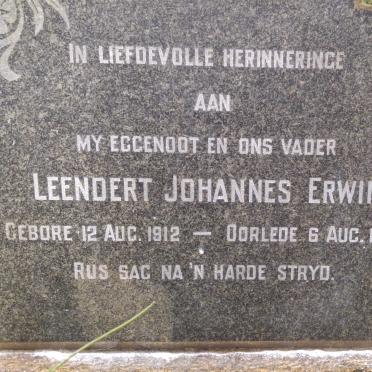 IN LIEFDEVOLLE HERINNERINGE
AAN
MY EGGENOOT EN ONS VADER
LEENDERT JOHANNES ERWI
GEBORE 12 AUG. 1912 — OORLEDE 6 AUG.
RUS SAG NA 'N HARDE STRYD.